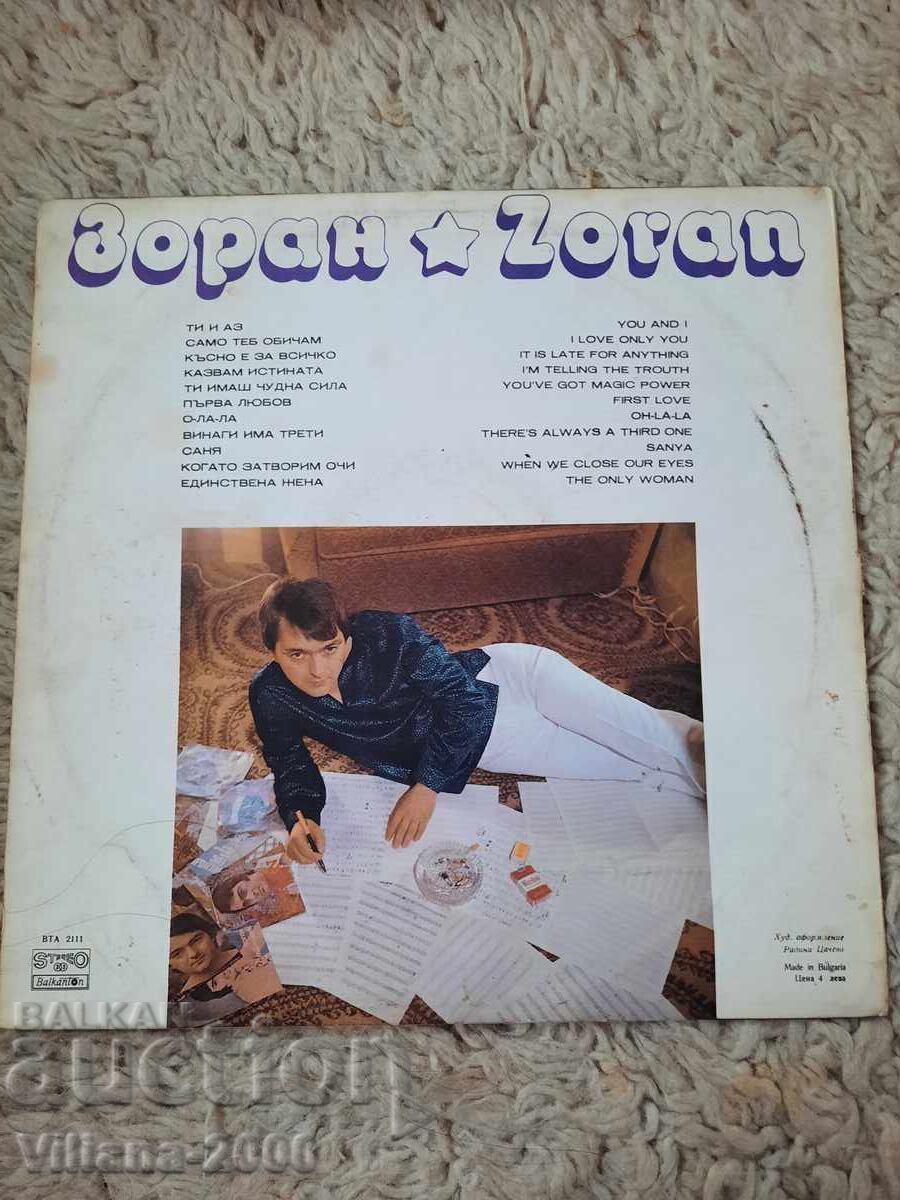 Зоран ☆ Zoran
ТИ И АЗ
САМО ТЕБ ОБИЧАМ
КЪСНО Е ЗА ВСИЧКО
КАЗВАМ ИСТИНАТА
ТИ ИМАШ ЧУДНА СИЛА
ПЪРВА ЛЮБОВ
О-ЛА-ЛА
ВИНАГИ ИМА ТРЕТИ
САНЯ
КОГАТО ЗАТВОРИМ ОЧИ
ЕДИНСТВЕНА ЖЕНА
YOU AND I
I LOVE ONLY YOU
IT IS LATE FOR ANYTHING
I'M TELLING THE TROUTH
YOU'VE GOT MAGIC POWER
FIRST LOVE
OH-LA-LA
THERE'S ALWAYS A THIRD ONE
SANYA
WHEN WE CLOSE OUR EYES
THE ONLY WOMAN
ВТА 2111
STEREO
Balkanton
Худ. оформление
Радина Цачева
Made in Bulgaria
Цена 4 лева
BALKAN
auction
Viliana-2000